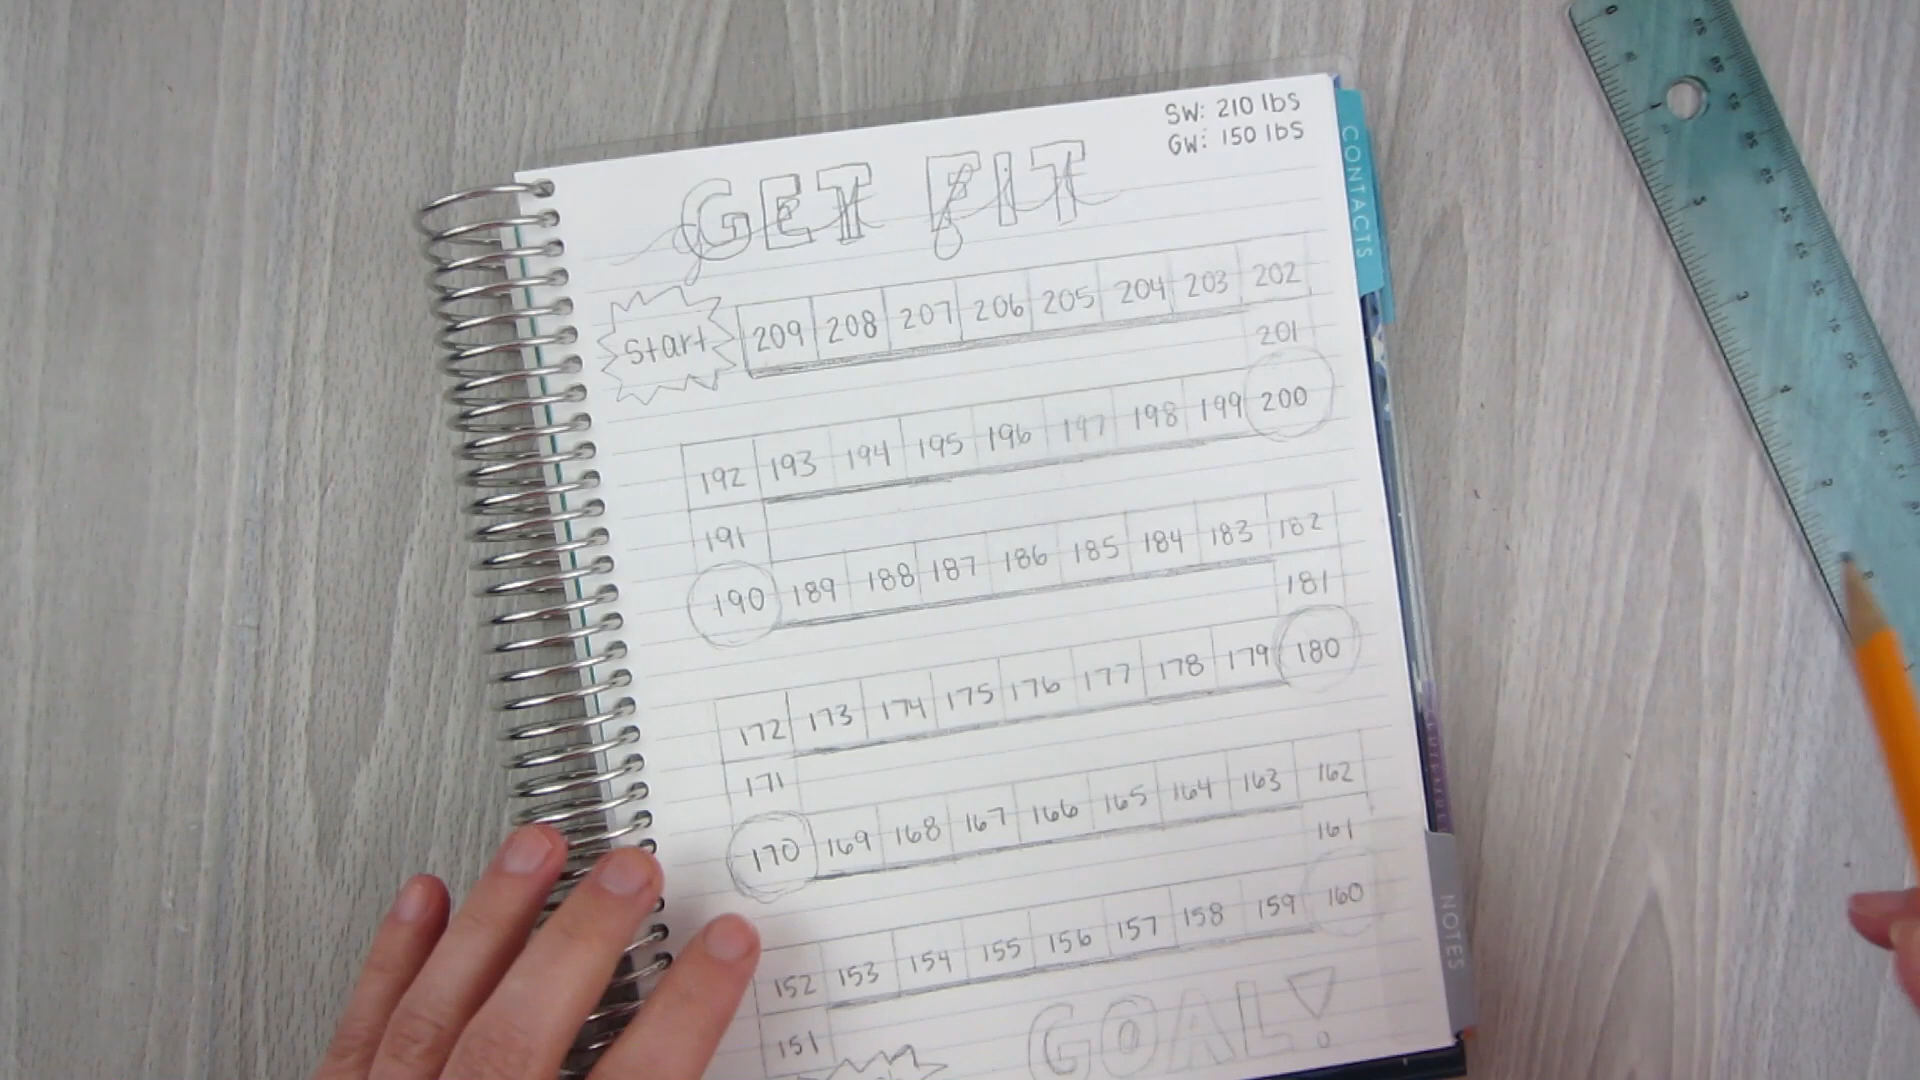 SW: 210 lbs
GW: 150 lbs
GET FIT
Start 209 208 207 206 205 204 203 202
201
192 193 194 195 196 197 198 199 200
191
190 189 188 187 186 185 184 183 182
181
172 173 174 175 176 177 178 179 180
171
170 169 168 167 166 165 164 163 162
161
152 153 154 155 156 157 158 159 160
151
GOAL!
CONTACTS
NOTES